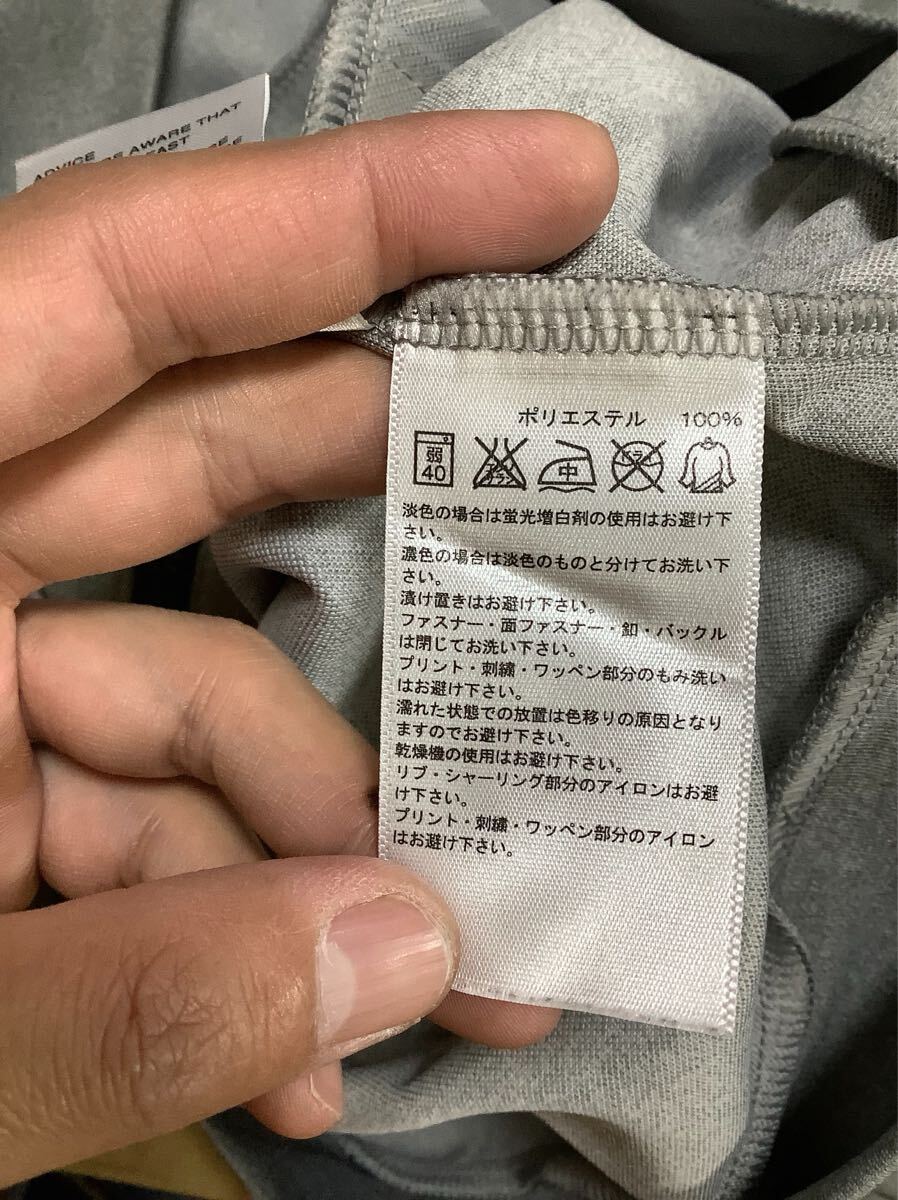 ADVICE
AWARE THAT
FAST
ポリエステル 100%
弱
40
中
淡色の場合は蛍光増白剤の使用はお避け下
さい。
濃色の場合は淡色のものと分けてお洗い下
さい。
漬け置きはお避け下さい。
ファスナー・面ファスナー・釦・バックル
は閉じてお洗い下さい。
プリント・刺繍・ワッペン部分のもみ洗い
はお避け下さい。
濡れた状態での放置は色移りの原因となり
ますのでお避け下さい。
乾燥機の使用はお避け下さい。
リブ・シャーリング部分のアイロンはお避
け下さい。
プリント・刺繍・ワッペン部分のアイロン
はお避け下さい。